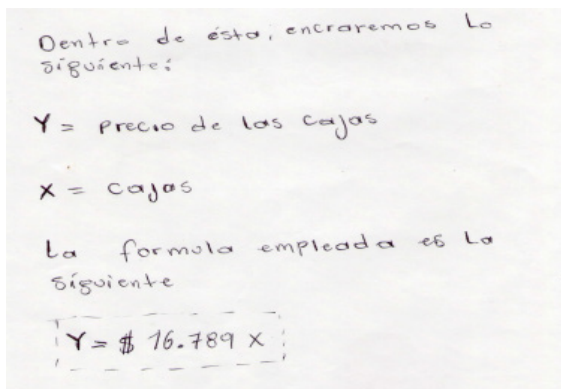 Dentro de ésta, encraremos lo
siguiente:
Y = precio de las cajas
X = cajas
La formula empleada es La
siguiente
Y = $ 16.789 X